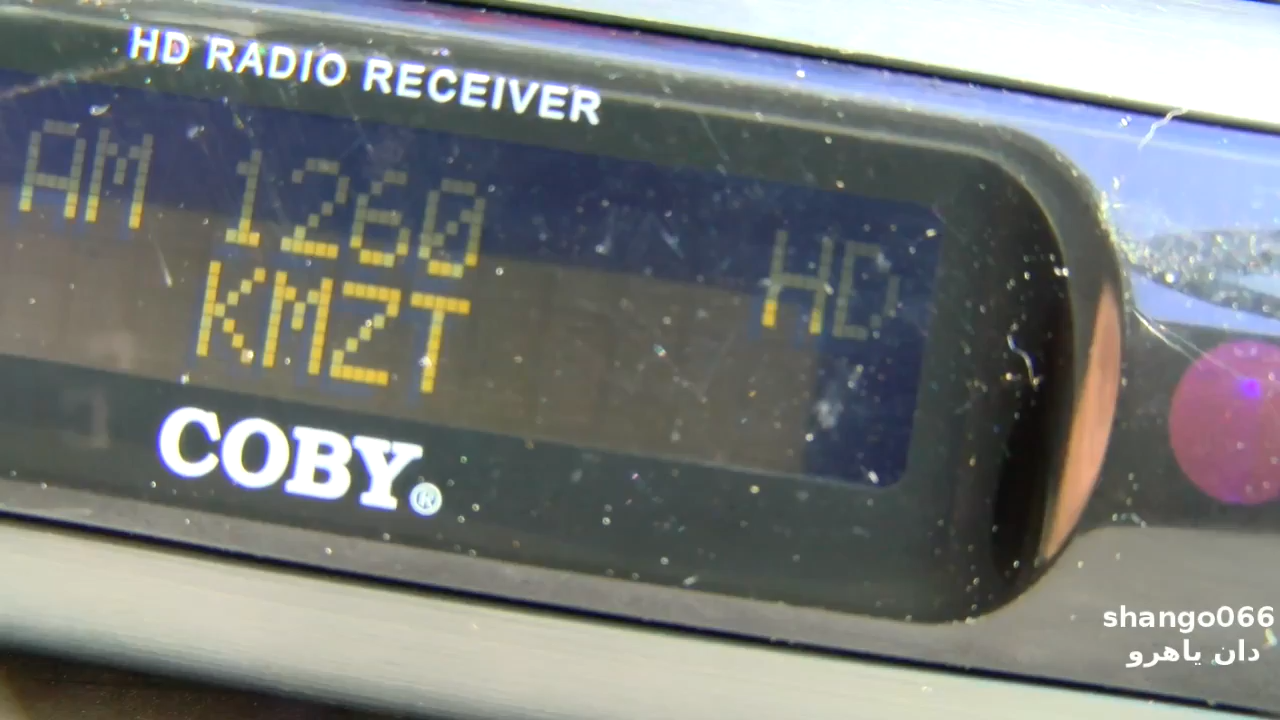 HD RADIO RECEIVER
AM 1260 HD
KMZT
COBY®
shango066
دان ياهرو